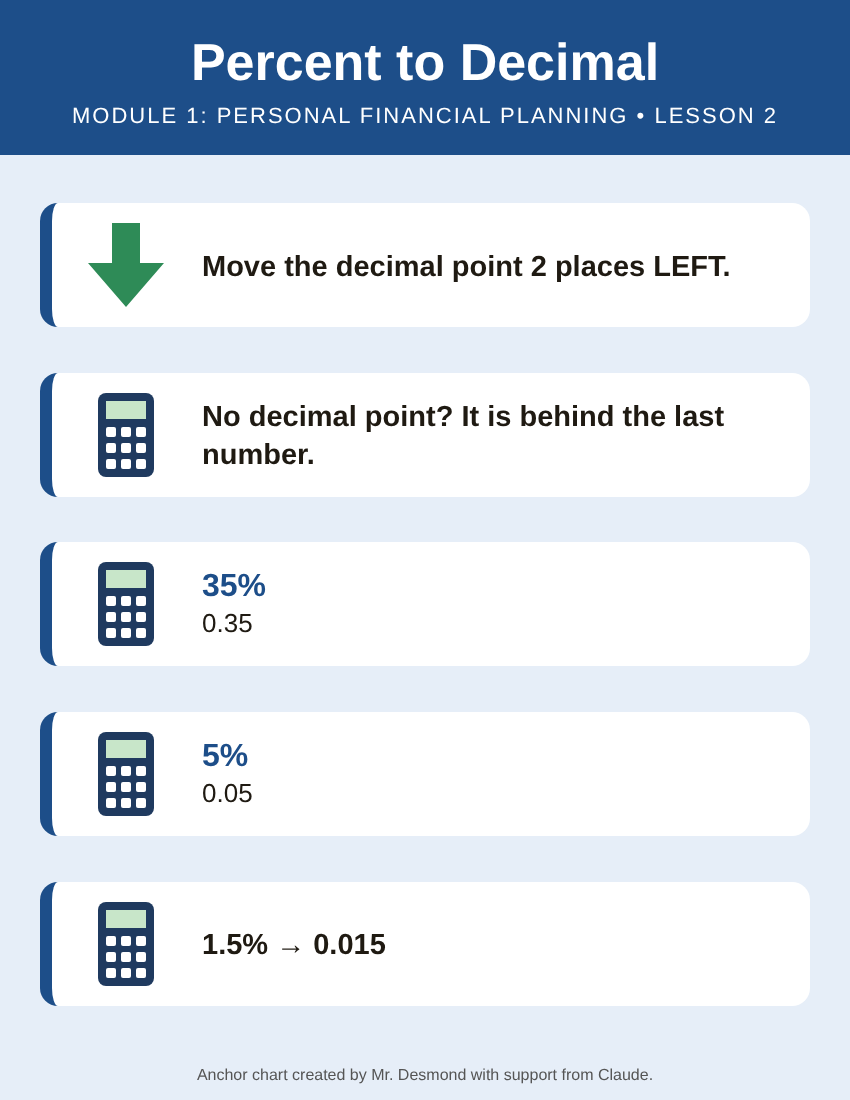 Percent to Decimal
MODULE 1: PERSONAL FINANCIAL PLANNING • LESSON 2
Move the decimal point 2 places LEFT.
No decimal point? It is behind the last
number.
35%
0.35
5%
0.05
1.5% → 0.015
Anchor chart created by Mr. Desmond with support from Claude.